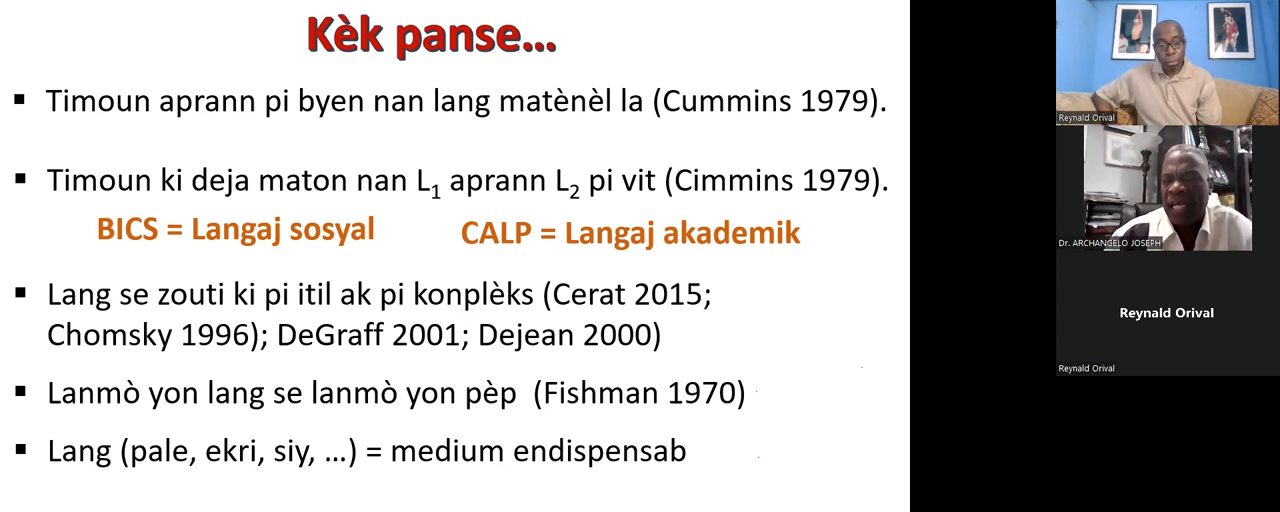 Kèk panse...
▪ Timoun aprann pi byen nan lang matènèl la (Cummins 1979).
▪ Timoun ki deja maton nan L1 aprann L2 pi vit (Cimmins 1979).
BICS = Langaj sosyal CALP = Langaj akademik
▪ Lang se zouti ki pi itil ak pi konplèks (Cerat 2015;
Chomsky 1996); DeGraff 2001; Dejean 2000)
▪ Lanmò yon lang se lanmò yon pèp (Fishman 1970)
▪ Lang (pale, ekri, siy, ...) = medium endispensab
Reynald Orival
Dr. ARCHANGELO JOSEPH
Reynald Orival
Reynald Orival